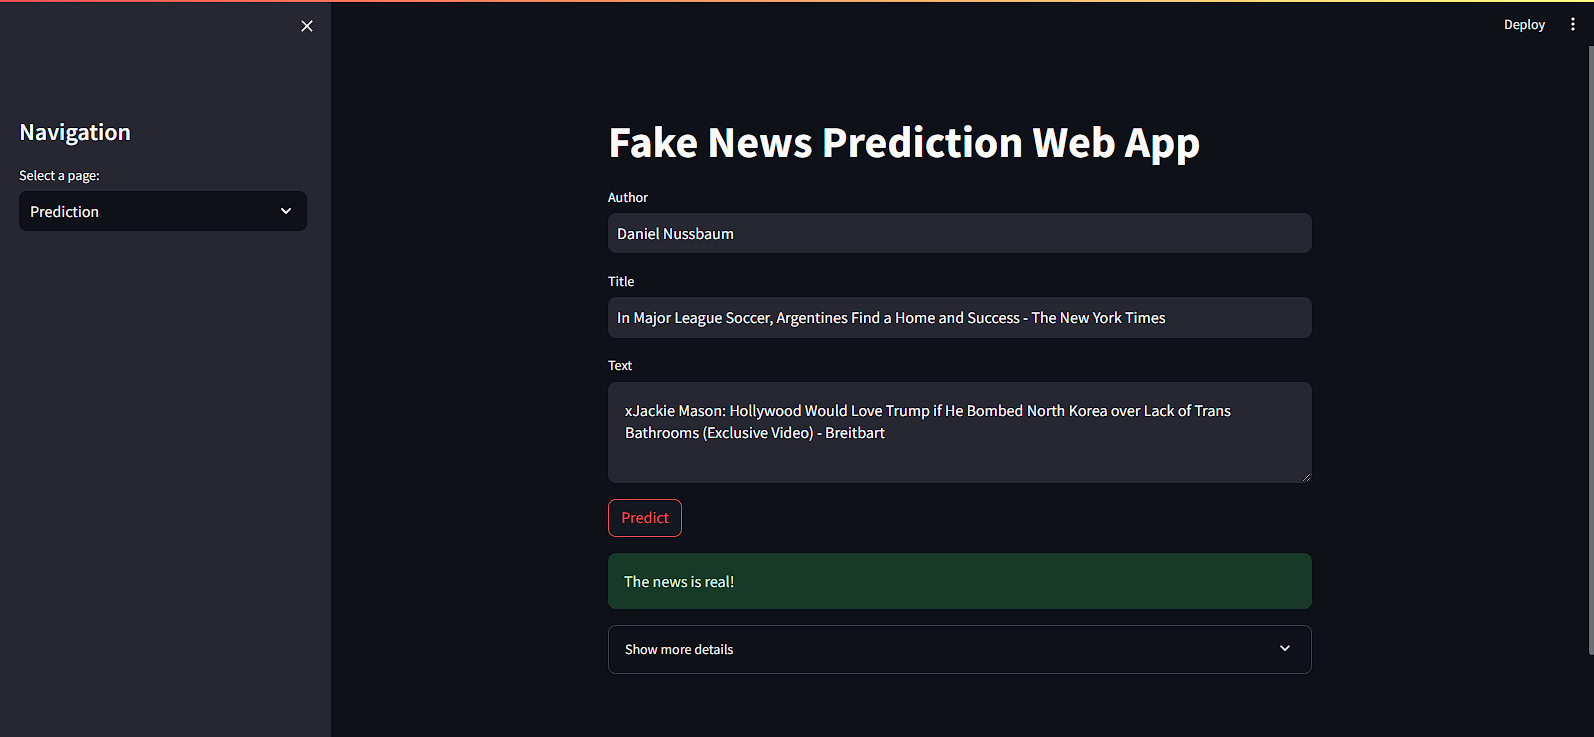 Deploy
Navigation
Select a page:
Prediction
Fake News Prediction Web App
Author
Daniel Nussbaum
Title
In Major League Soccer, Argentines Find a Home and Success - The New York Times
Text
xJackie Mason: Hollywood Would Love Trump if He Bombed North Korea over Lack of Trans
Bathrooms (Exclusive Video) - Breitbart
Predict
The news is real!
Show more details